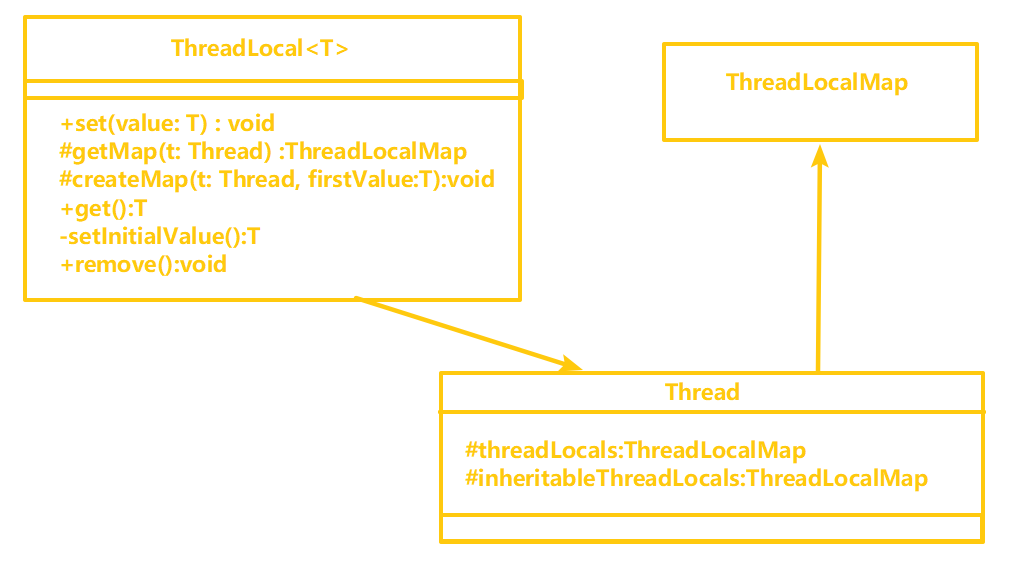 ThreadLocal<T>
+set(value: T) : void
#getMap(t: Thread) :ThreadLocalMap
#createMap(t: Thread, firstValue:T):void
+get():T
-setInitialValue():T
+remove():void
ThreadLocalMap
Thread
#threadLocals:ThreadLocalMap
#inheritableThreadLocals:ThreadLocalMap